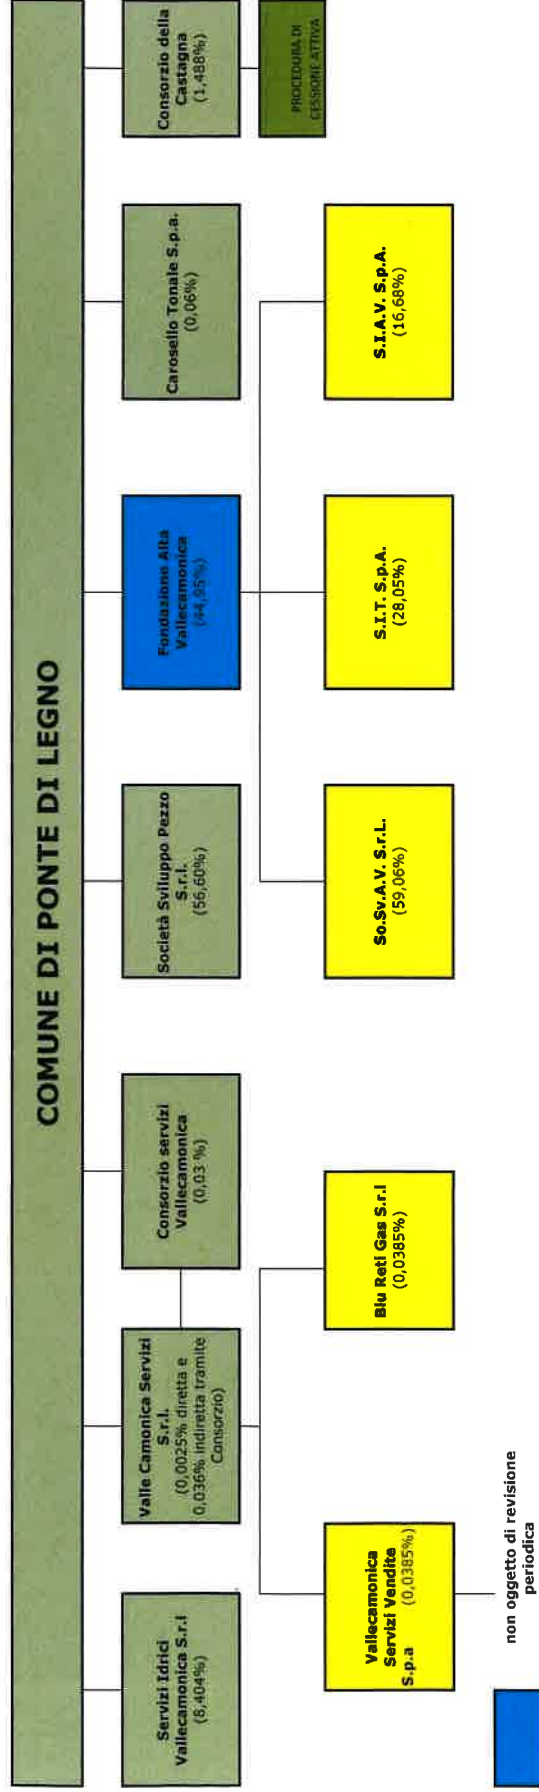 COMUNE DI PONTE DI LEGNO
Servizi Idrici
Vallecamonica S.r.l
(8,404%)
Valle Camonica Servizi
S.r.l.
(0,0025% diretta e
0,036% indiretta tramite
Consorzio)
Consorzio servizi
Vallecamonica
(0,03 %)
Società Sviluppo Pezzo
S.r.l.
(56,60%)
Fondazione Alta
Vallecamonica
(44,95%)
Carosello Tonale S.p.a.
(0,06%)
Consorzio della
Castagna
(1,488%)
PROCEDURA DI
CESSIONE ATTIVA
Vallecamonica
Servizi Vendite
S.p.a (0,0385%)
Blu Reti Gas S.r.l
(0,0385%)
So.Sv.A.V. S.r.L.
(59,06%)
S.I.T. S.p.A.
(28,05%)
S.I.A.V. S.p.A.
(16,68%)
non oggetto di revisione
periodica